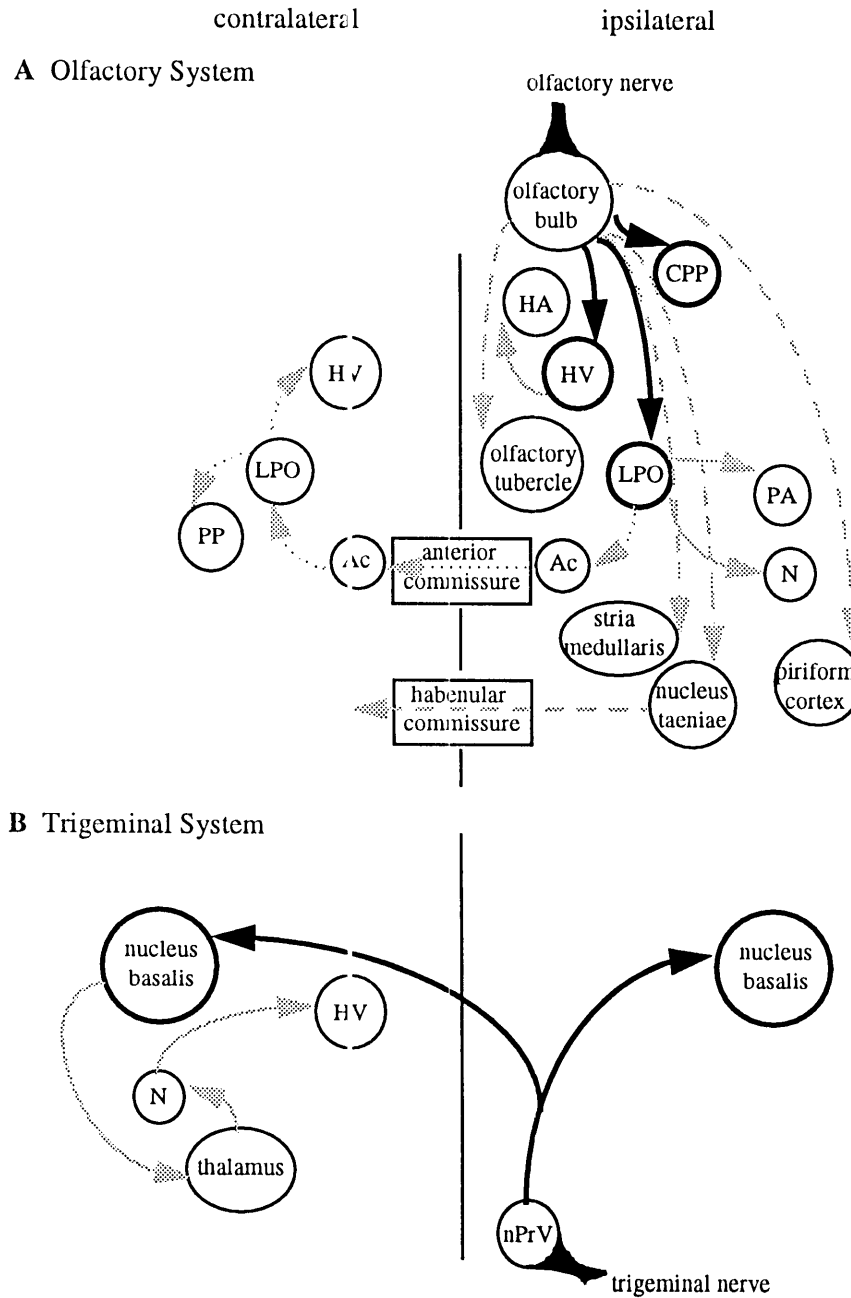 contralateral
ipsilateral
A Olfactory System
olfactory nerve
olfactory
bulb
CPP
HA
HV
HV
olfactory
tubercle
LPO
LPO
PA
PP
Ac
anterior
commissure
Ac
N
stria
medullaris
piriform
cortex
habenular
commissure
nucleus
taeniae
B Trigeminal System
nucleus
basalis
nucleus
basalis
HV
N
thalamus
nPrV
trigeminal nerve